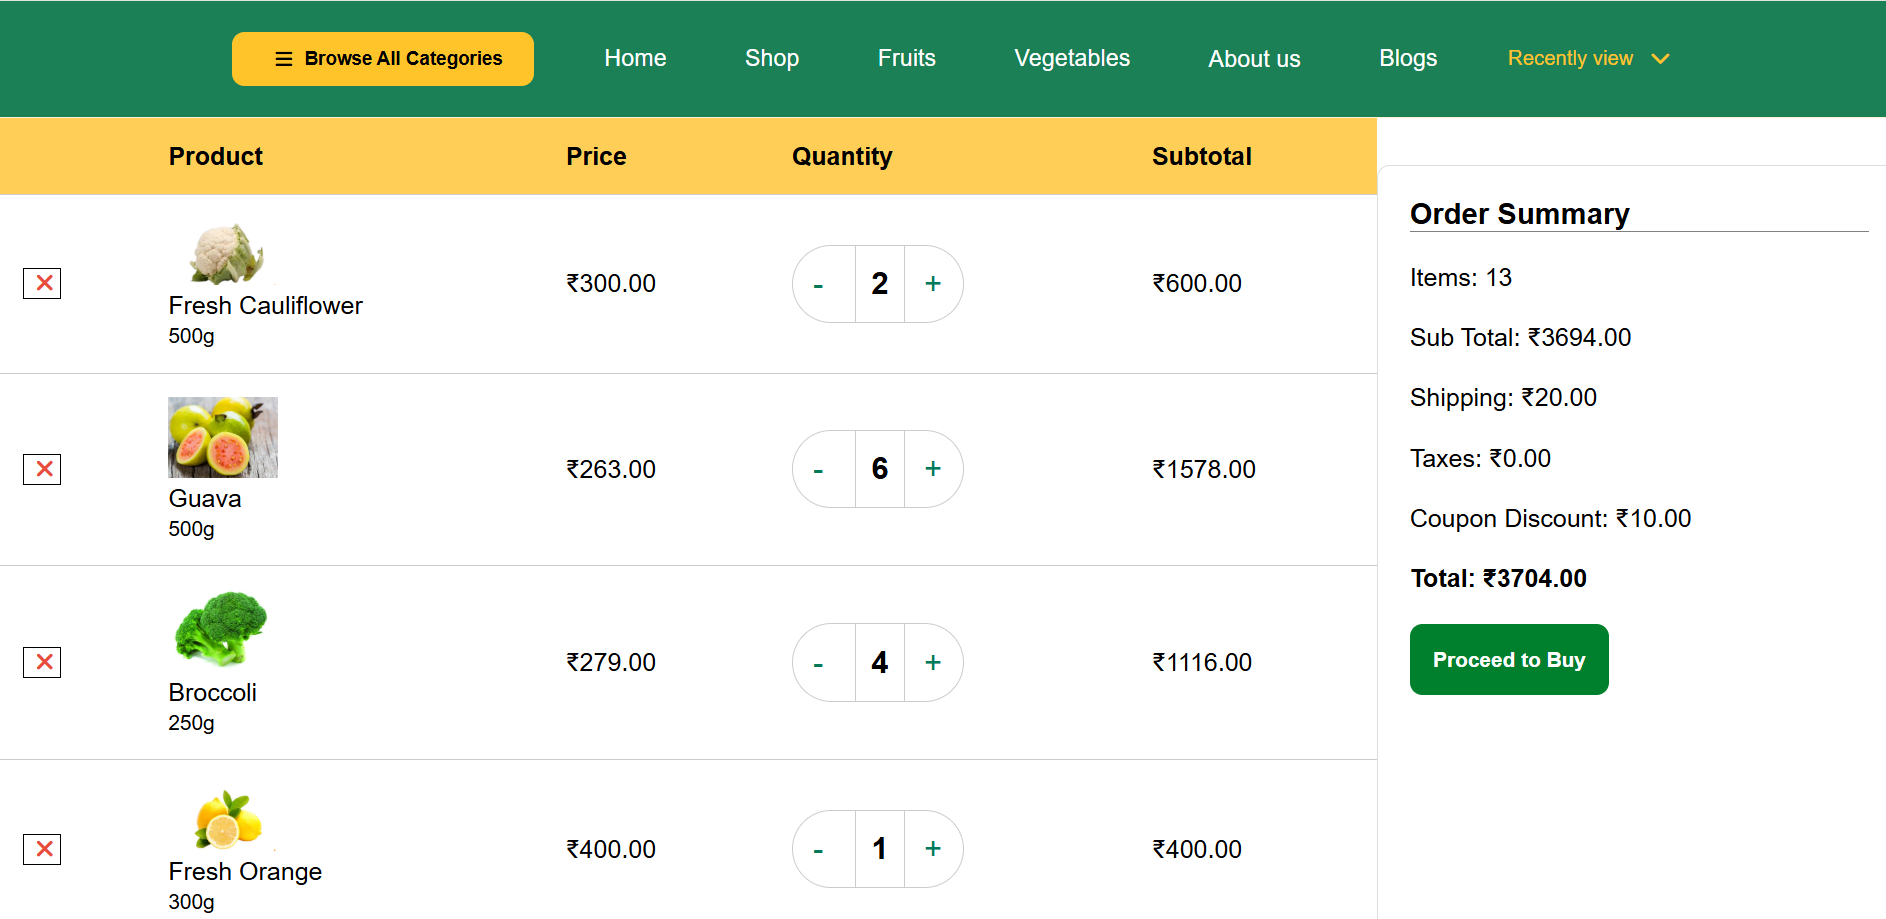 ☰ Browse All Categories Home Shop Fruits Vegetables About us Blogs Recently view
Product Price Quantity Subtotal
Fresh Cauliflower
500g
₹300.00 - 2 + ₹600.00
Guava
500g
₹263.00 - 6 + ₹1578.00
Broccoli
250g
₹279.00 - 4 + ₹1116.00
Fresh Orange
300g
₹400.00 - 1 + ₹400.00
Order Summary
Items: 13
Sub Total: ₹3694.00
Shipping: ₹20.00
Taxes: ₹0.00
Coupon Discount: ₹10.00
Total: ₹3704.00
Proceed to Buy